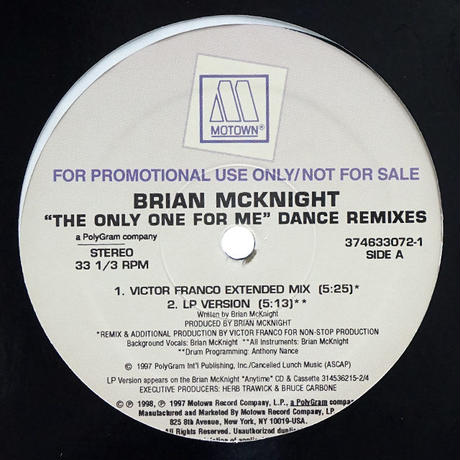 MOTOWN®
FOR PROMOTIONAL USE ONLY/NOT FOR SALE
BRIAN MCKNIGHT
"THE ONLY ONE FOR ME" DANCE REMIXES
a PolyGram company
STEREO
33 1/3 RPM
374633072-1
SIDE A
1. VICTOR FRANCO EXTENDED MIX (5:25)*
2. LP VERSION (5:13)**
Written by Brian McKnight
PRODUCED BY BRIAN MCKNIGHT
*REMIX & ADDITIONAL PRODUCTION BY VICTOR FRANCO FOR NON-STOP PRODUCTION
Background Vocals: Brian McKnight **All Instruments: Brian McKnight
**Drum Programming: Anthony Nance
© 1997 PolyGram Int'l Publishing, Inc./Cancelled Lunch Music (ASCAP)
LP Version appears on the Brian McKnight "Anytime" CD & Cassette 314536215-2/4
EXECUTIVE PRODUCERS: HERB TRAWICK & BRUCE CARBONE
© ℗ 1998, ℗ 1997 Motown Record Company, L.P., a PolyGram company.
Manufactured and Marketed By Motown Record Company, LP
825 8th Avenue, New York, NY 10019-USA.
All Rights Reserved. Unauthorized
of